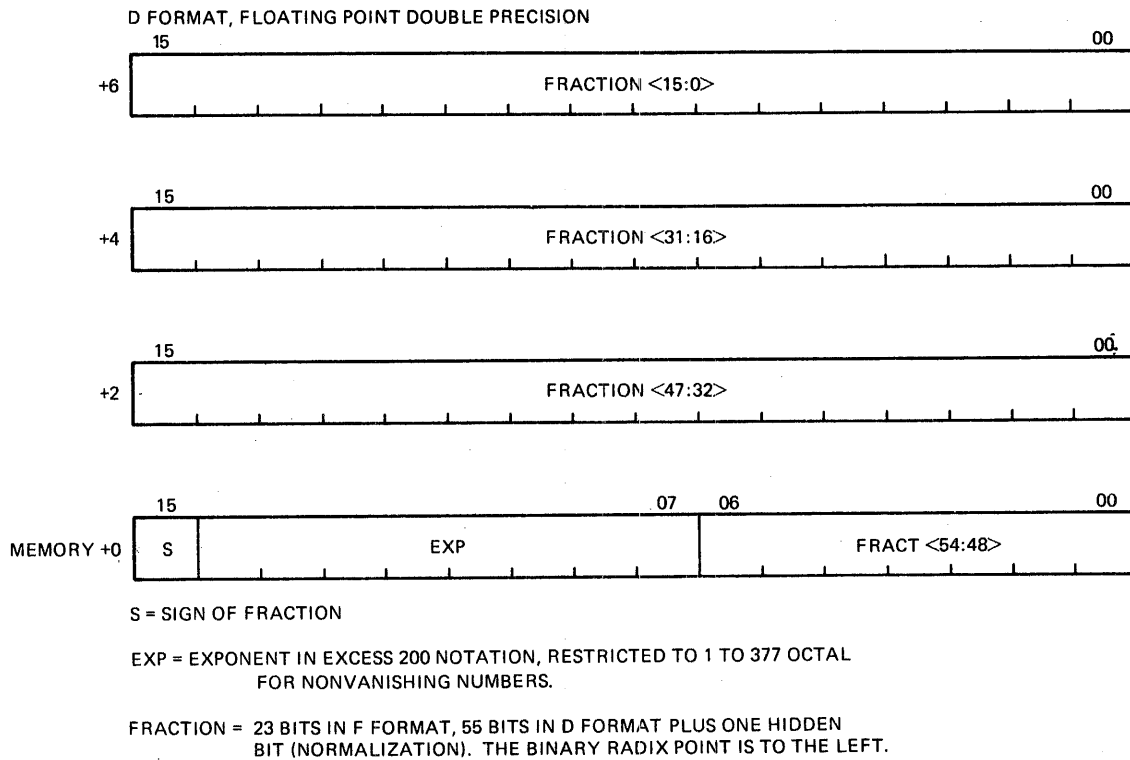 D FORMAT, FLOATING POINT DOUBLE PRECISION
15 00
+6 FRACTION <15:0>
15 00
+4 FRACTION <31:16>
15 00
+2 FRACTION <47:32>
15 07 06 00
MEMORY +0 S EXP FRACT <54:48>
S = SIGN OF FRACTION
EXP = EXPONENT IN EXCESS 200 NOTATION, RESTRICTED TO 1 TO 377 OCTAL
FOR NONVANISHING NUMBERS.
FRACTION = 23 BITS IN F FORMAT, 55 BITS IN D FORMAT PLUS ONE HIDDEN
BIT (NORMALIZATION). THE BINARY RADIX POINT IS TO THE LEFT.